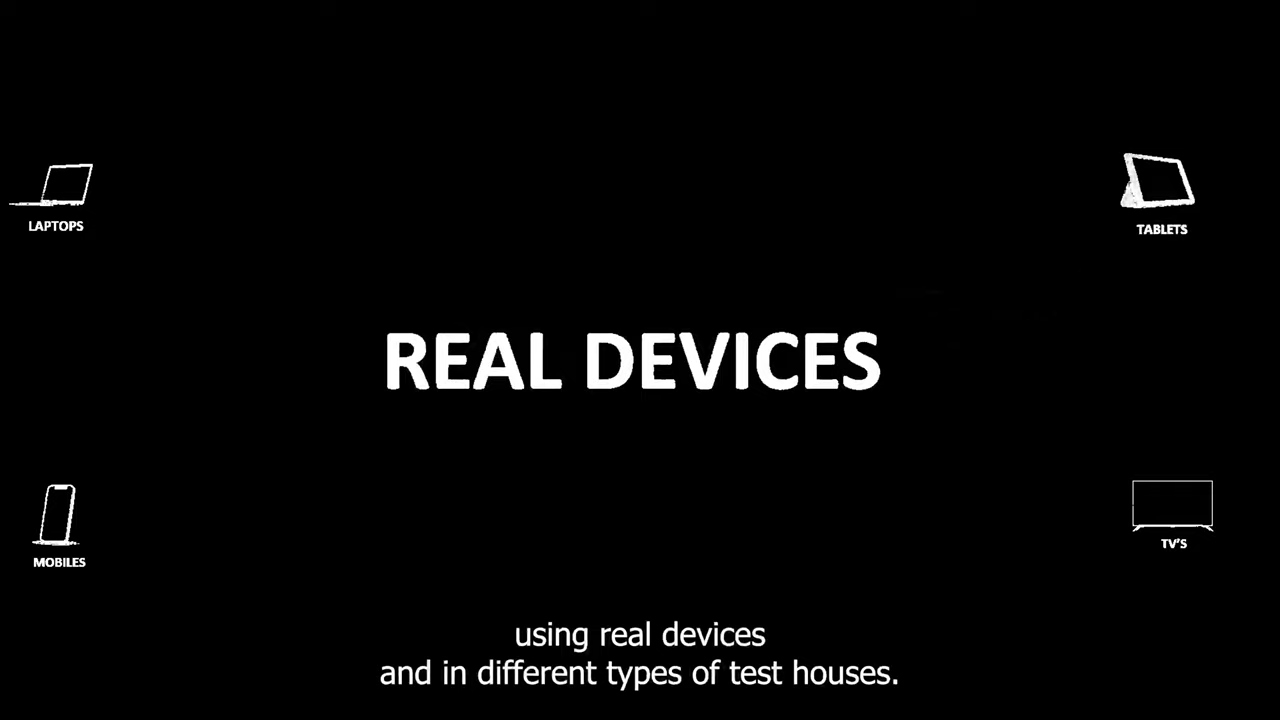 LAPTOPS
TABLETS
REAL DEVICES
MOBILES
TV'S
using real devices
and in different types of test houses.